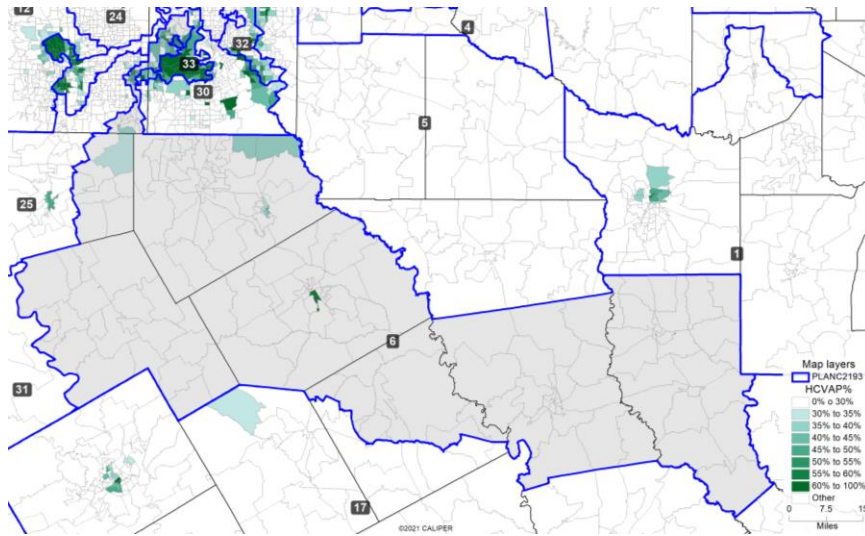 12
24
4
32
33
30
5
25
1
6
31
17
Map layers
PLANC2193
HCVAP%
0% o 30%
30% to 35%
35% to 40%
40% to 45%
45% to 50%
50% to 55%
55% to 60%
60% to 100%
Other
0 7.5 15
Miles
©2021 CALIPER